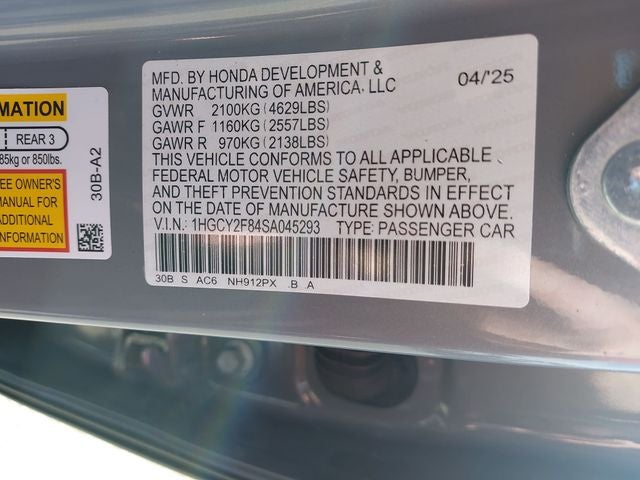 MATION
REAR 3
85kg or 850lbs.
EE OWNER'S
MANUAL FOR
INFORMATION
30B-A2
MFD. BY HONDA DEVELOPMENT &
MANUFACTURING OF AMERICA, LLC
04/'25
GVWR 2100KG (4629LBS)
GAWR F 1160KG (2557LBS)
GAWR R 970KG (2138LBS)
THIS VEHICLE CONFORMS TO ALL APPLICABLE
FEDERAL MOTOR VEHICLE SAFETY, BUMPER,
AND THEFT PREVENTION STANDARDS IN EFFECT
ON THE DATE OF MANUFACTURE SHOWN ABOVE.
V.I.N.: 1HGCY2F84SA045293 TYPE: PASSENGER CAR
30B S AC6 NH912PX .B A